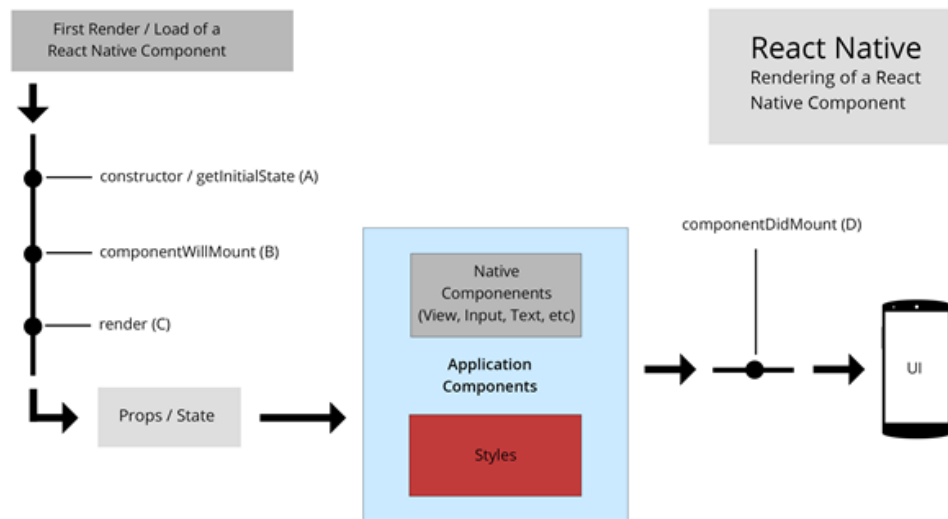 First Render / Load of a
React Native Component
React Native
Rendering of a React
Native Component
constructor / getInitialState (A)
componentWillMount (B)
render (C)
Props / State
Native
Componenents
(View, Input, Text, etc)
Application
Components
Styles
componentDidMount (D)
UI